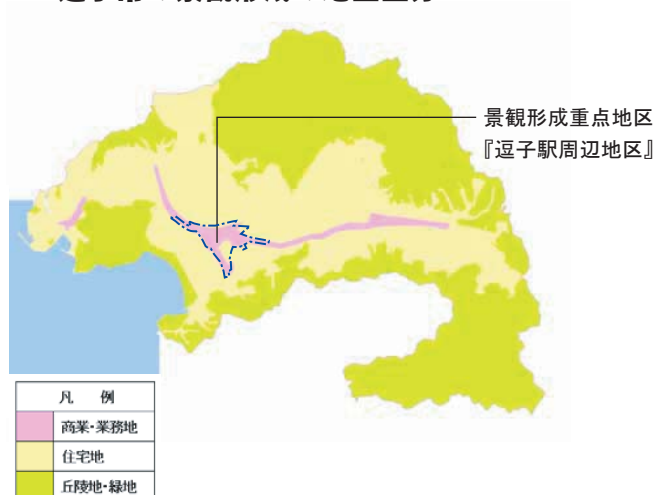 景観形成重点地区
『逗子駅周辺地区』
凡 例
商業・業務地
住宅地
丘陵地・緑地